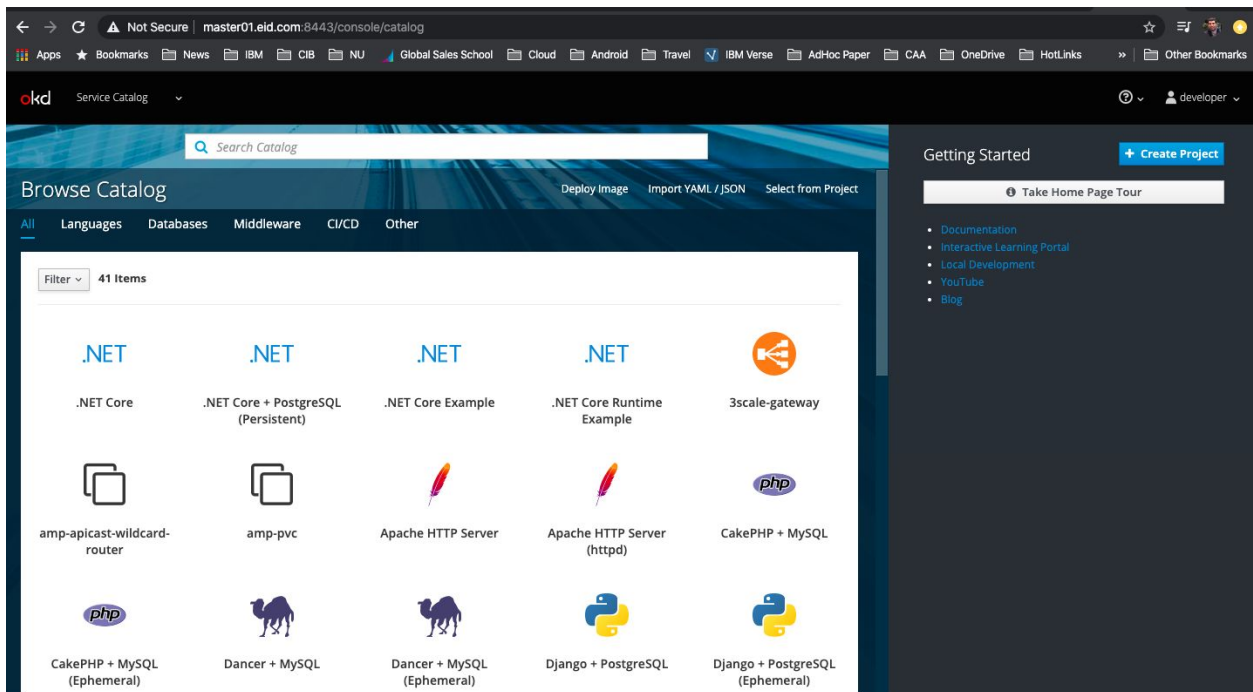 Not Secure | master01.eid.com:8443/console/catalog
Apps Bookmarks News IBM CIB NU Global Sales School Cloud Android Travel IBM Verse AdHoc Paper CAA OneDrive HotLinks » Other Bookmarks
okd Service Catalog developer
Search Catalog
Getting Started
+ Create Project
Browse Catalog
Deploy Image Import YAML / JSON Select from Project
Take Home Page Tour
All Languages Databases Middleware CI/CD Other
Documentation
Interactive Learning Portal
Local Development
YouTube
Blog
Filter 41 Items
.NET .NET .NET .NET
.NET Core
.NET Core + PostgreSQL
(Persistent)
.NET Core Example
.NET Core Runtime
Example
3scale-gateway
php
amp-apicast-wildcard-
router
amp-pvc
Apache HTTP Server
Apache HTTP Server
(httpd)
CakePHP + MySQL
php
CakePHP + MySQL
(Ephemeral)
Dancer + MySQL
Dancer + MySQL
(Ephemeral)
Django + PostgreSQL
Django + PostgreSQL
(Ephemeral)